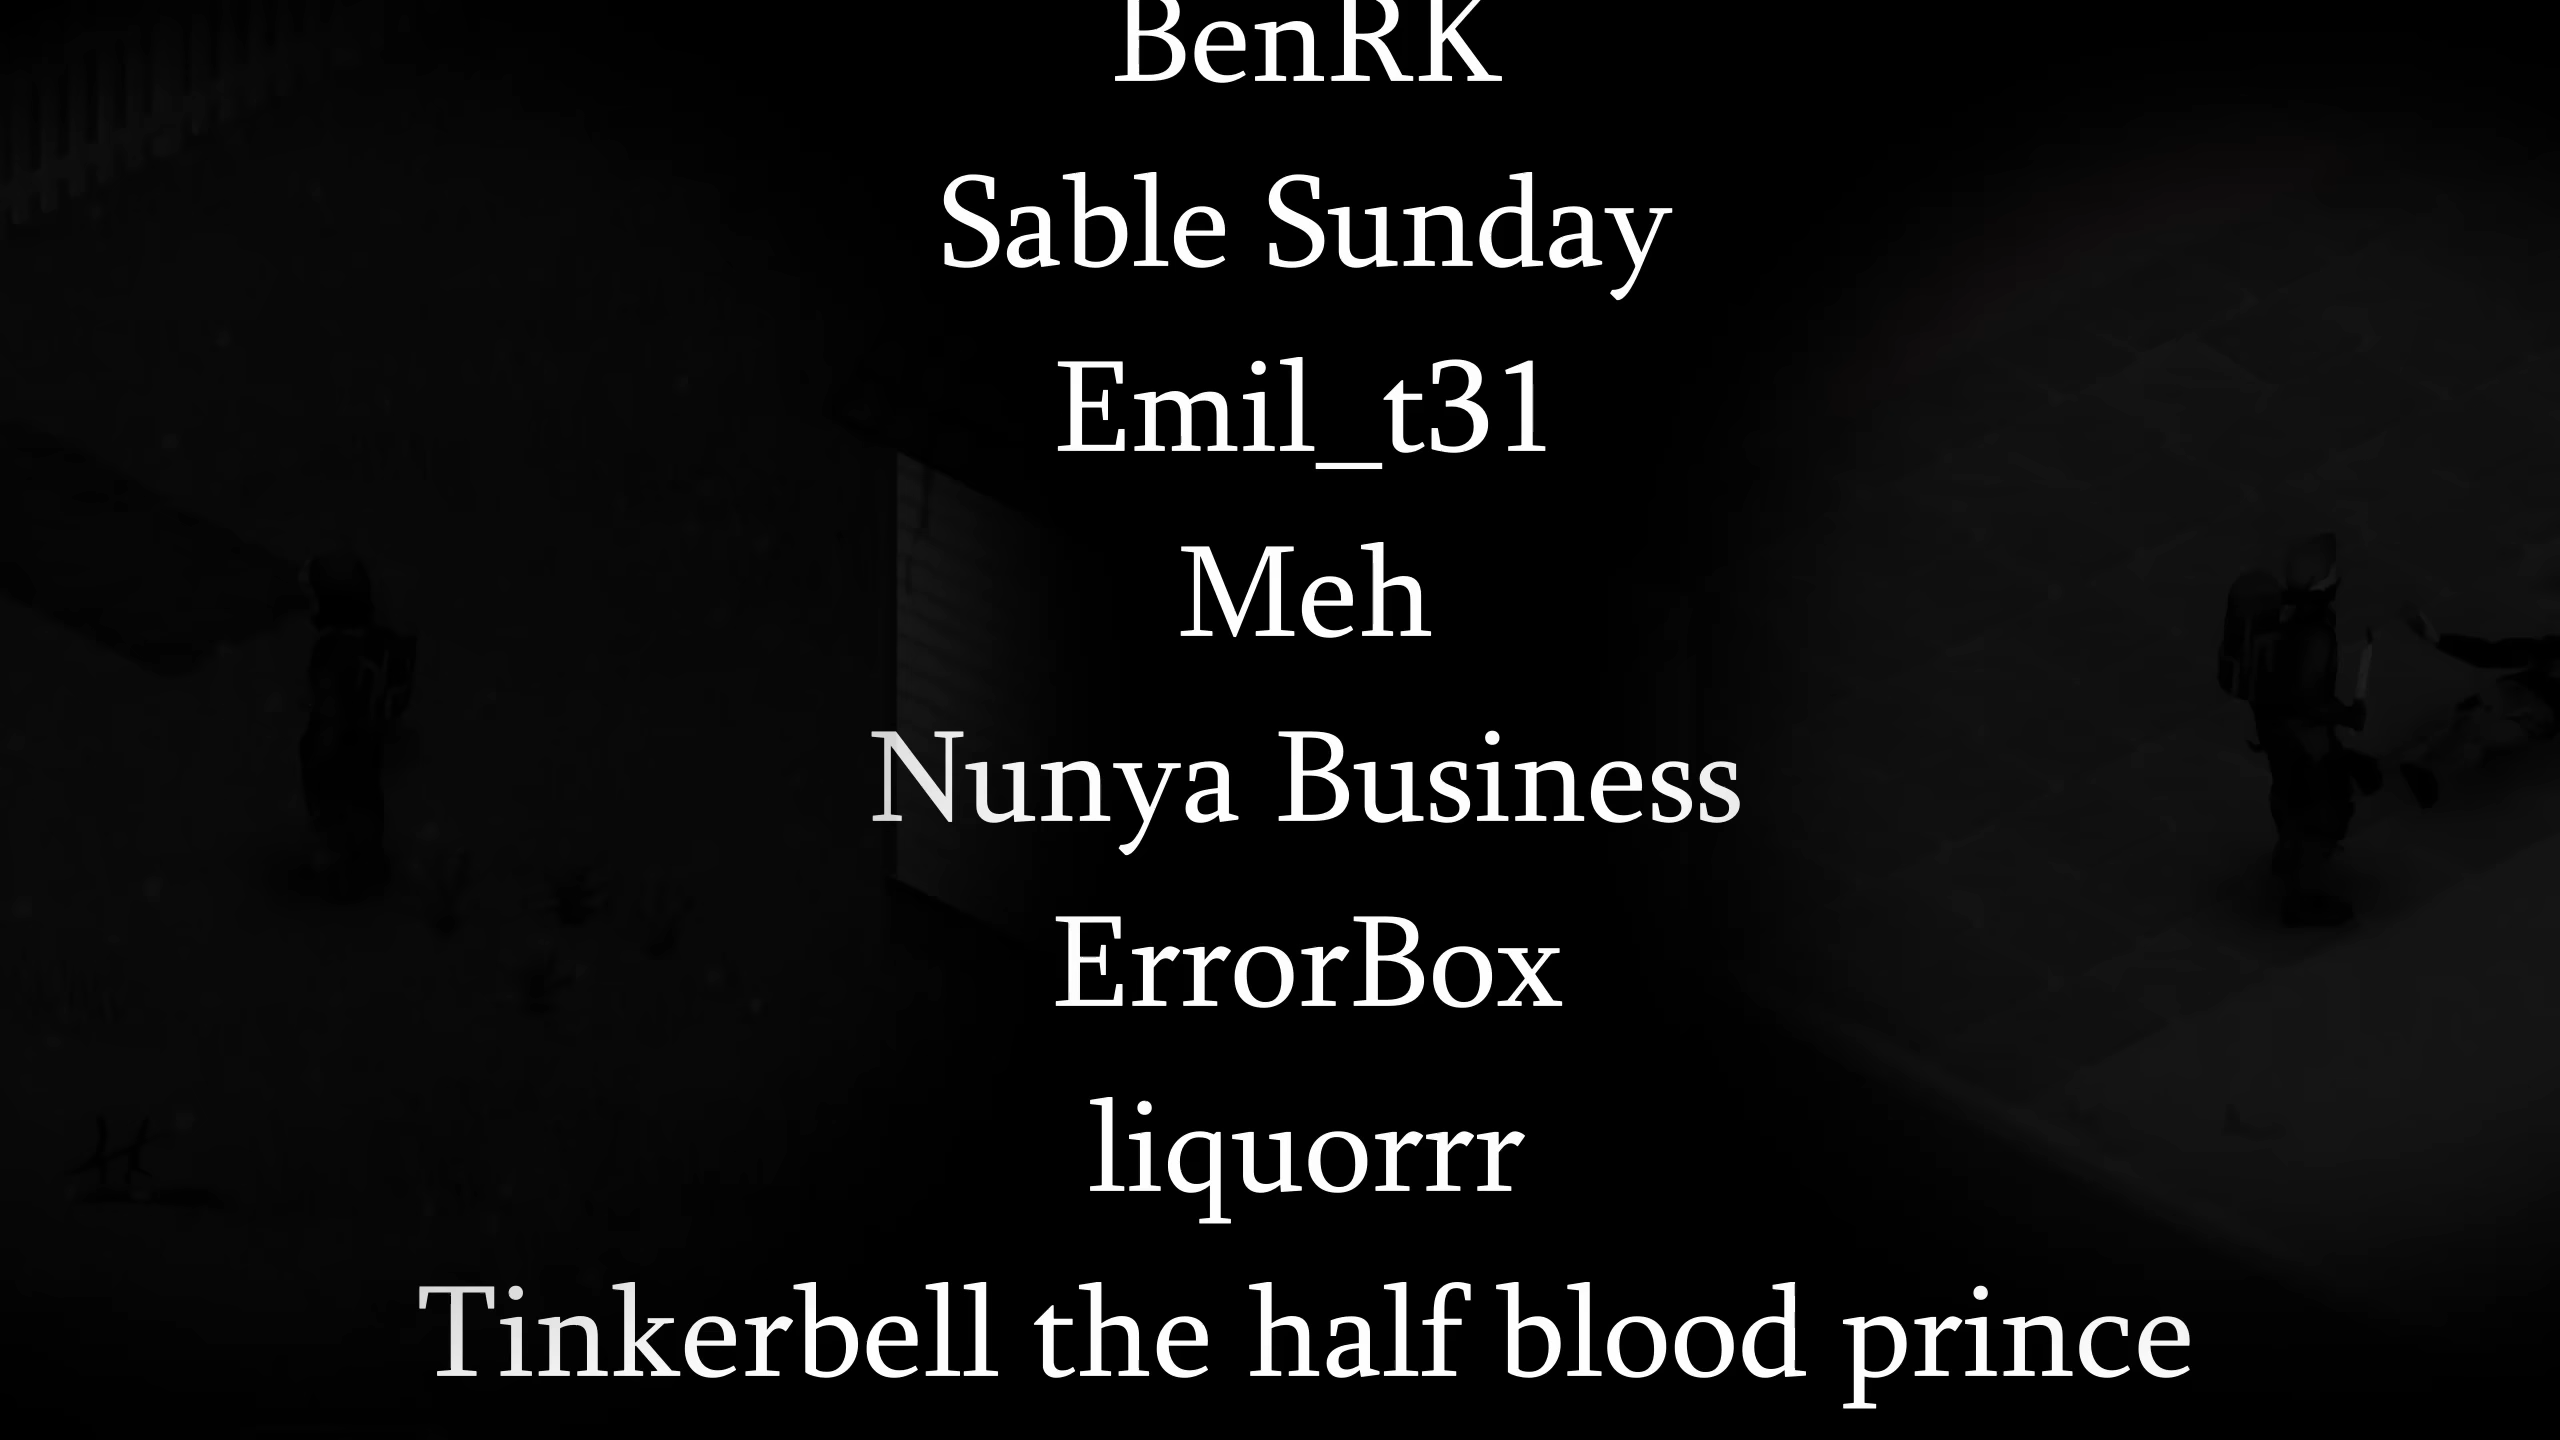 BenRK
Sable Sunday
Emil_t31
Meh
Nunya Business
ErrorBox
liquorrr
Tinkerbell the half blood prince